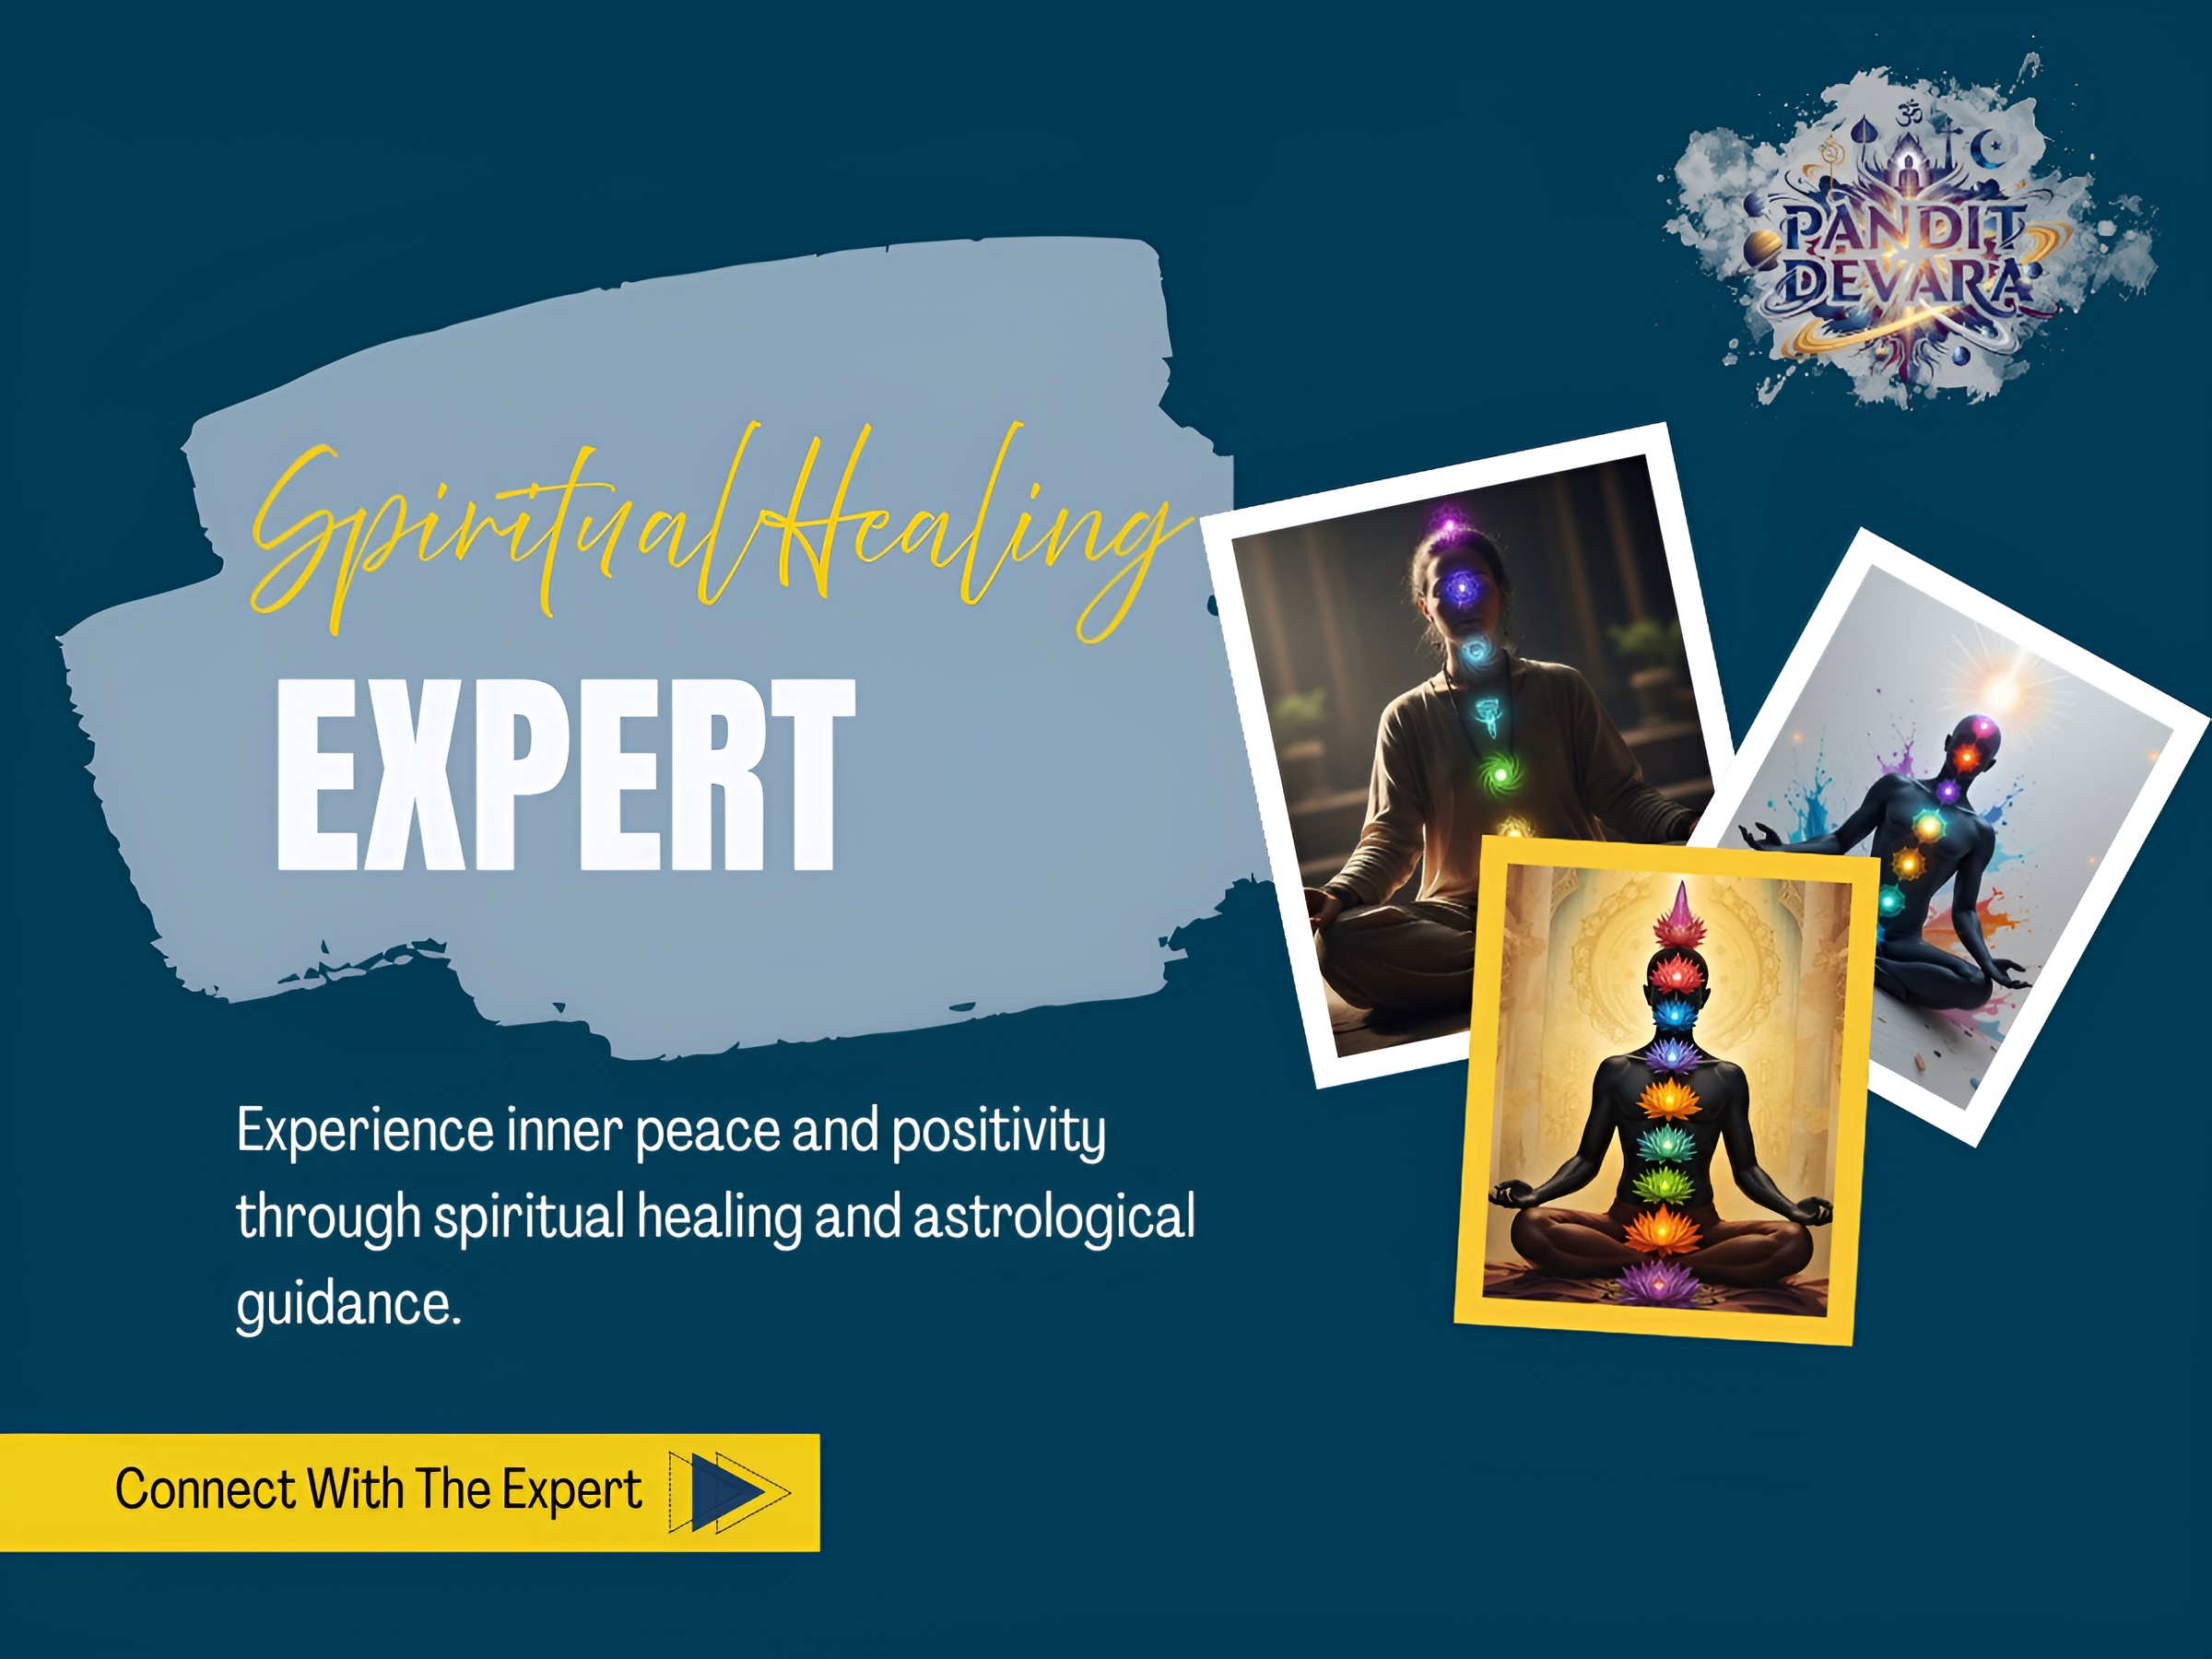 ॐ
PANDIT
DEVARA
Spiritual Healing
EXPERT
Experience inner peace and positivity
through spiritual healing and astrological
guidance.
Connect With The Expert